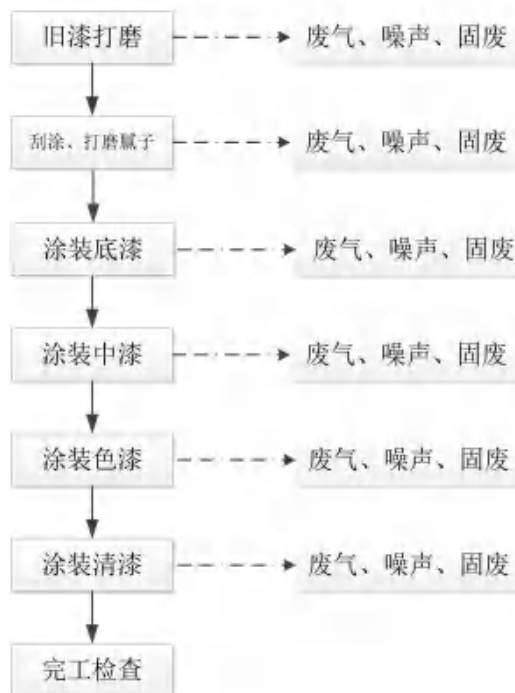 旧漆打磨 废气、噪声、固废
刮涂、打磨腻子 废气、噪声、固废
涂装底漆 废气、噪声、固废
涂装中漆 废气、噪声、固废
涂装色漆 废气、噪声、固废
涂装清漆 废气、噪声、固废
完工检查